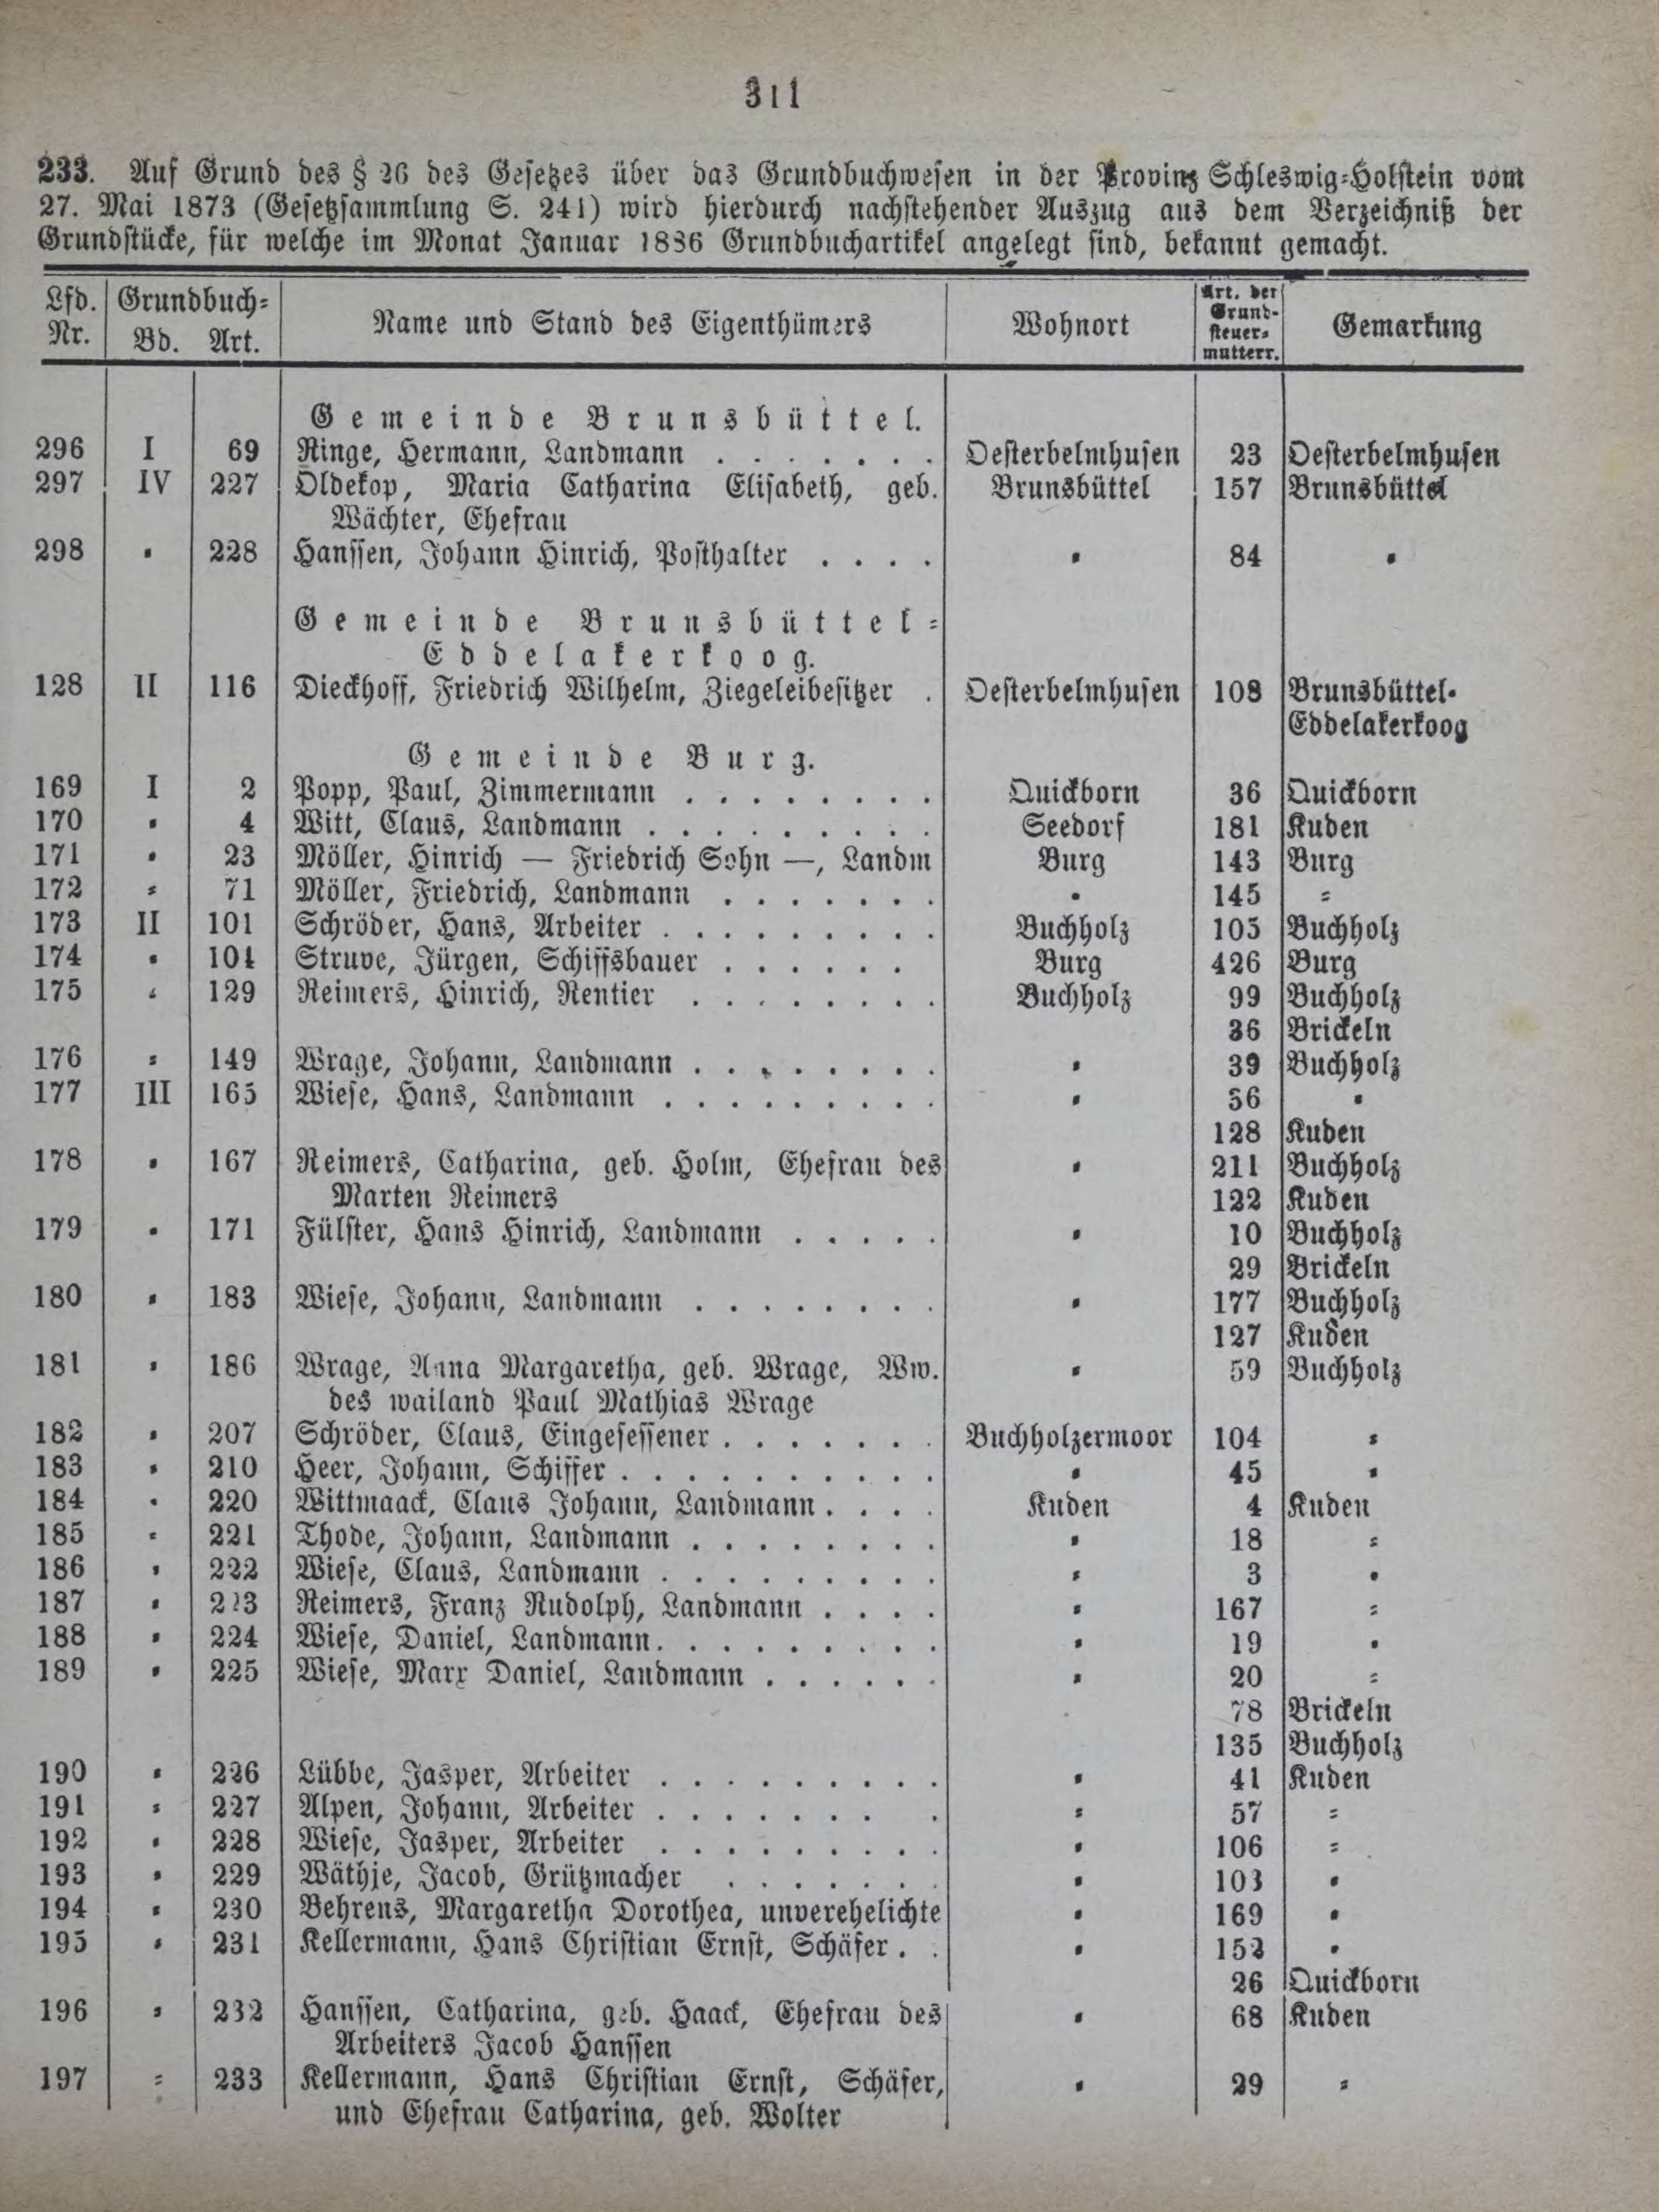 311
233. Auf Grund des § 26 des Gesetzes über das Grundbuchwesen in der Provinz Schleswig-Holstein vom
27. Mai 1873 (Gesetzsammlung S. 241) wird hierdurch nachstehender Auszug aus dem Verzeichniß der
Grundstücke, für welche im Monat Januar 1886 Grundbuchartikel angelegt sind, bekannt gemacht.
Lfd. Nr. Grundbuch= Bd. Art. Name und Stand des Eigenthümers Wohnort Art. der Grund-steuer-mutterr. Gemarkung
Gemeinde Brunsbüttel.
296 I 69 Ringe, Hermann, Landmann . . . . . . . Oesterbelmhusen 23 Oesterbelmhusen
297 IV 227 Oldekop, Maria Catharina Elisabeth, geb. Brunsbüttel 157 Brunsbüttel
Wächter, Ehefrau
298 " 228 Hanssen, Johann Hinrich, Posthalter . . . . " 84 "
Gemeinde Brunsbüttel=
Eddelakerkoog.
128 II 116 Dieckhoff, Friedrich Wilhelm, Ziegeleibesitzer . Oesterbelmhusen 108 Brunsbüttel-
Eddelakerkoog
Gemeinde Burg.
169 I 2 Popp, Paul, Zimmermann . . . . . . . . Quickborn 36 Quickborn
170 " 4 Witt, Claus, Landmann . . . . . . . . . Seedorf 181 Kuden
171 " 23 Möller, Hinrich — Friedrich Sohn —, Landm Burg 143 Burg
172 " 71 Möller, Friedrich, Landmann . . . . . . . " 145 "
173 II 101 Schröder, Hans, Arbeiter . . . . . . . . . Buchholz 105 Buchholz
174 " 104 Struve, Jürgen, Schiffsbauer . . . . . . Burg 426 Burg
175 " 129 Reimers, Hinrich, Rentier . . . . . . . . Buchholz 99 Buchholz
36 Brickeln
176 " 149 Wrage, Johann, Landmann . . . . . . . . " 39 Buchholz
177 III 165 Wiese, Hans, Landmann . . . . . . . . . " 56 "
128 Kuden
178 " 167 Reimers, Catharina, geb. Holm, Ehefrau des " 211 Buchholz
Marten Reimers 122 Kuden
179 " 171 Fülster, Hans Hinrich, Landmann . . . . . " 10 Buchholz
29 Brickeln
180 " 183 Wiese, Johann, Landmann . . . . . . . . " 177 Buchholz
127 Kuden
181 " 186 Wrage, Anna Margaretha, geb. Wrage, Ww. " 59 Buchholz
des wailand Paul Mathias Wrage
182 " 207 Schröder, Claus, Eingesessener . . . . . . . Buchholzermoor 104 "
183 " 210 Heer, Johann, Schiffer . . . . . . . . . . " 45 "
184 " 220 Wittmaack, Claus Johann, Landmann . . . . Kuden 4 Kuden
185 " 221 Thode, Johann, Landmann . . . . . . . . " 18 "
186 " 222 Wiese, Claus, Landmann . . . . . . . . . " 3 "
187 " 223 Reimers, Franz Rudolph, Landmann . . . . " 167 "
188 " 224 Wiese, Daniel, Landmann . . . . . . . . . " 19 "
189 " 225 Wiese, Marx Daniel, Landmann . . . . . . " 20 "
78 Brickeln
135 Buchholz
190 " 226 Lübbe, Jasper, Arbeiter . . . . . . . . . " 41 Kuden
191 " 227 Alpen, Johann, Arbeiter . . . . . . . . " 57 "
192 " 228 Wiese, Jasper, Arbeiter . . . . . . . . . " 106 "
193 " 229 Wäthje, Jacob, Grützmacher . . . . . . . " 103 "
194 " 230 Behrens, Margaretha Dorothea, unverehelichte " 169 "
195 " 231 Kellermann, Hans Christian Ernst, Schäfer . . " 152 "
26 Quickborn
196 " 232 Hanssen, Catharina, geb. Haack, Ehefrau des " 68 Kuden
Arbeiters Jacob Hanssen
197 " 233 Kellermann, Hans Christian Ernst, Schäfer, " 29 "
und Ehefrau Catharina, geb. Wolter